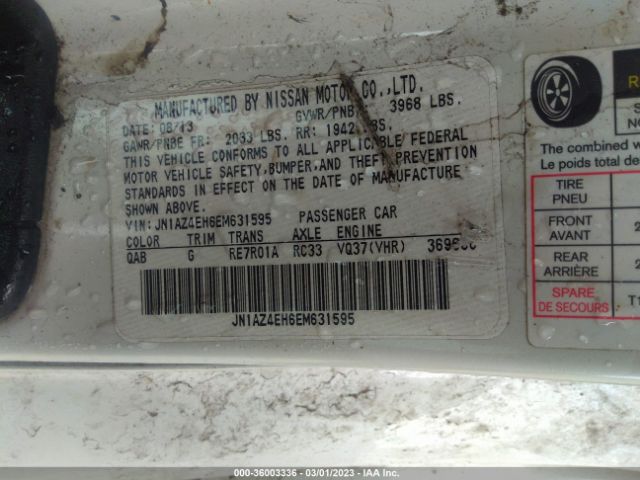 MANUFACTURED BY NISSAN MOTOR CO.,LTD.
DATE: 08/13 GVWR/PNBV: 3968 LBS.
GAWR/PNBE FR: 2033 LBS. RR: 1942 LBS.
THIS VEHICLE CONFORMS TO ALL APPLICABLE FEDERAL
MOTOR VEHICLE SAFETY,BUMPER,AND THEFT PREVENTION
STANDARDS IN EFFECT ON THE DATE OF MANUFACTURE
SHOWN ABOVE.
VIN:JN1AZ4EH6EM631595 PASSENGER CAR
COLOR TRIM TRANS AXLE ENGINE
QAB G RE7R01A RC33 VQ37(VHR)
JN1AZ4EH6EM631595
The combined w
Le poids total de
TIRE
PNEU
FRONT
AVANT
2
REAR
ARRIÈRE
2
SPARE
DE SECOURS
T1
000-36003336 - 03/01/2023 - IAA Inc.